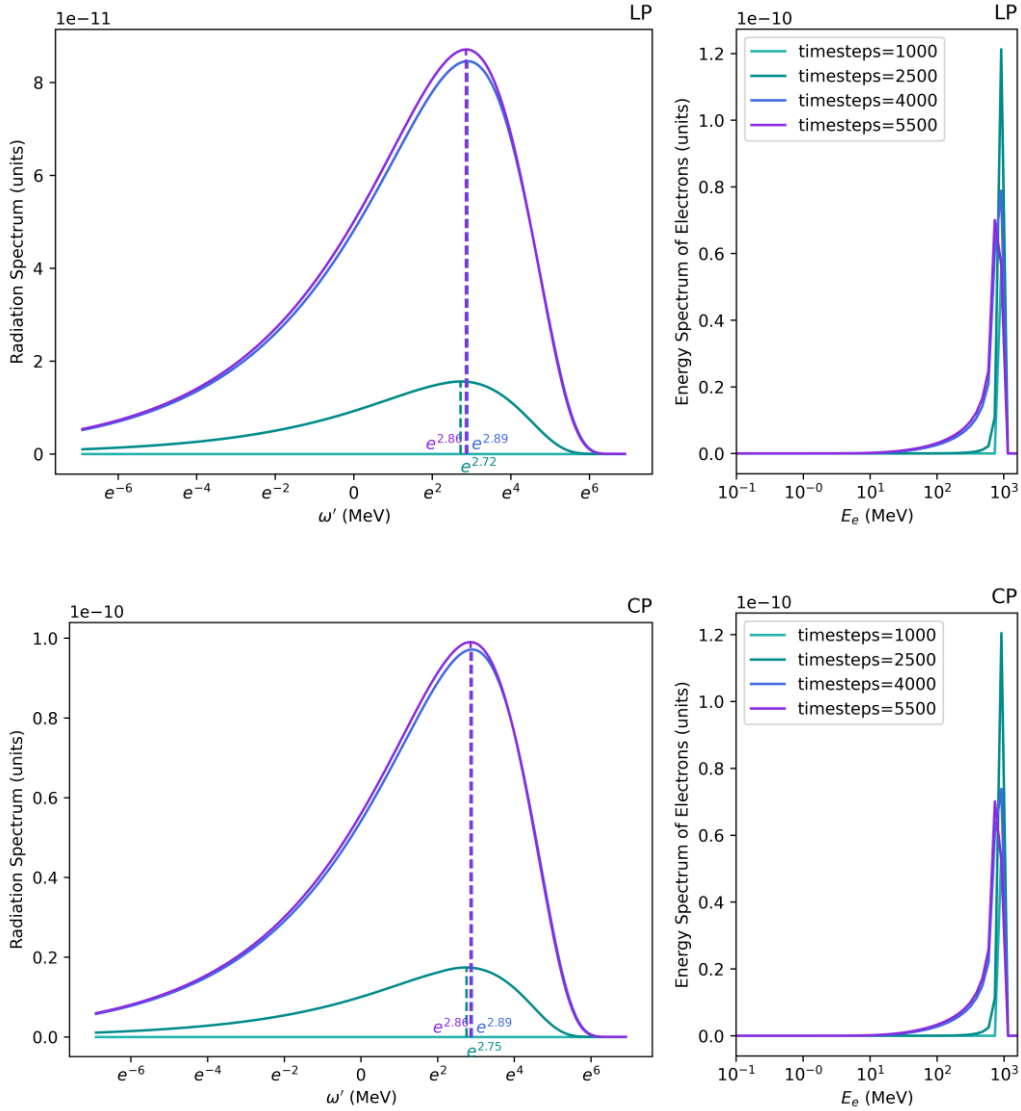 1e−11
LP
Radiation Spectrum (units)
8
6
4
2
0
e^2.86
e^2.89
e^2.72
e^−6
e^−4
e^−2
0
e^2
e^4
e^6
ω′ (MeV)
1e−10
LP
Energy Spectrum of Electrons (units)
timesteps=1000
timesteps=2500
timesteps=4000
timesteps=5500
1.2
1.0
0.8
0.6
0.4
0.2
0.0
10^−1
10^−0
10^1
10^2
10^3
E_e (MeV)
1e−10
CP
Radiation Spectrum (units)
1.0
0.8
0.6
0.4
0.2
0.0
e^2.86
e^2.89
e^2.75
e^−6
e^−4
e^−2
0
e^2
e^4
e^6
ω′ (MeV)
1e−10
CP
Energy Spectrum of Electrons (units)
timesteps=1000
timesteps=2500
timesteps=4000
timesteps=5500
1.2
1.0
0.8
0.6
0.4
0.2
0.0
10^−1
10^−0
10^1
10^2
10^3
E_e (MeV)